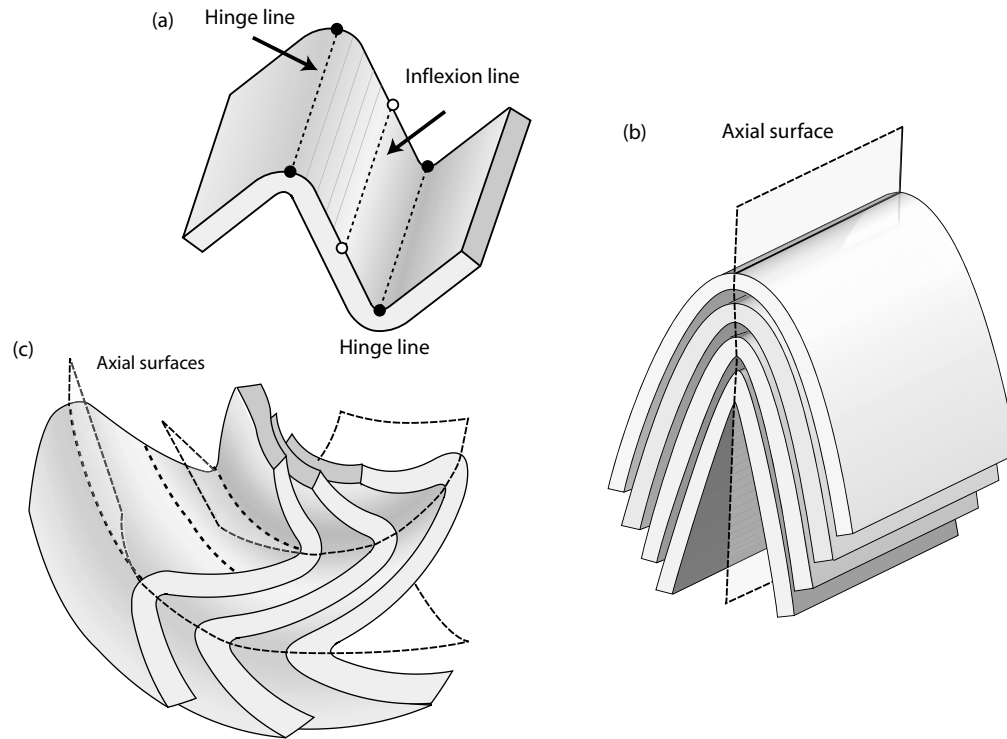 (a)
Hinge line
Inflexion line
Hinge line
(b)
Axial surface
(c)
Axial surfaces